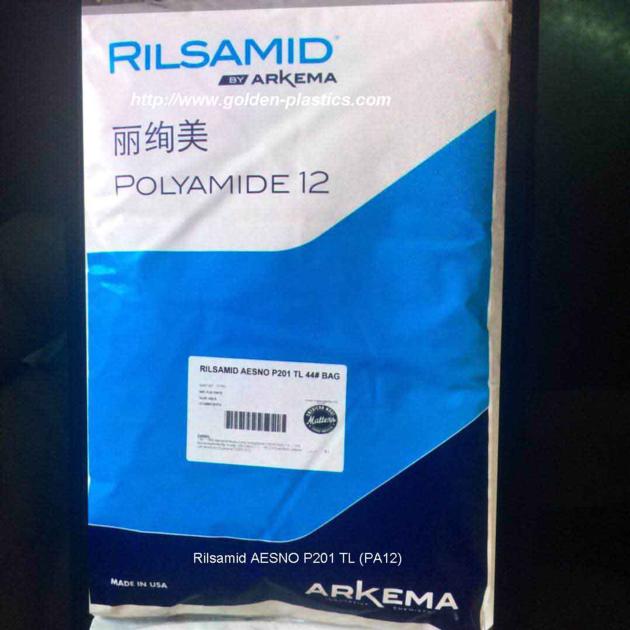 RILSAMID
BY ARKEMA
http://www.golden-plastics.com
丽绚美
POLYAMIDE 12
RILSAMID AESNO P201 TL 44# BAG
Matters
Rilsamid AESNO P201 TL (PA12)
MADE IN USA
ARKEMA